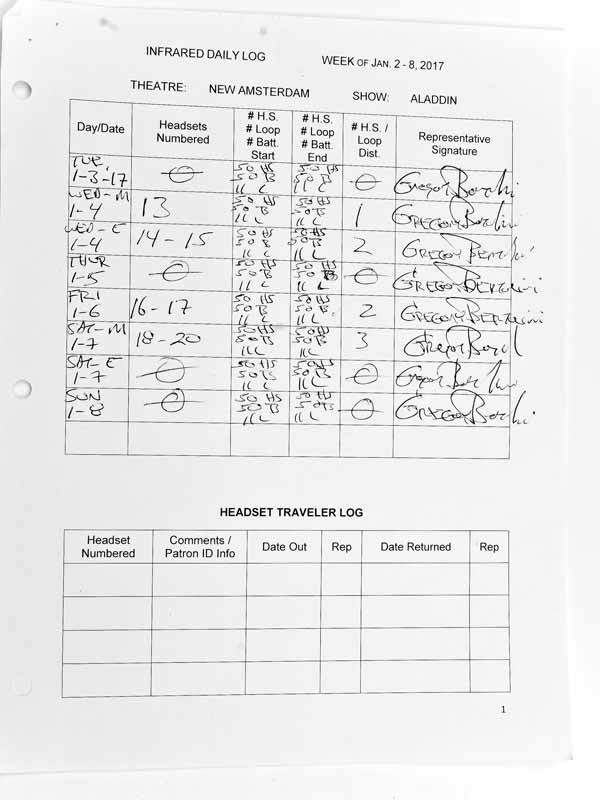 INFRARED DAILY LOG WEEK OF JAN. 2 - 8, 2017
THEATRE: NEW AMSTERDAM SHOW: ALADDIN
Day/Date Headsets Numbered # H.S. # Loop # Batt. Start # H.S. # Loop # Batt. End # H.S. / Loop Dist. Representative Signature
TUE 1-3-17 0 50 HS 50 B 11 L 50 HS 50 B 11 L 0 Gregory
WED-M 1-4 13 50 HS 50 B 11 L 50 HS 50 B 11 L 1 GREGORY
WED-E 1-4 14-15 50 HS 50 B 11 L 50 HS 50 B 11 L 2 GREGORY
THUR 1-5 0 50 HS 50 B 11 L 50 HS 50 B 11 L 0 GREGORY
FRI 1-6 16-17 50 HS 50 B 11 L 50 HS 50 B 11 L 2 GREGORY
SAT-M 1-7 18-20 50 HS 50 B 11 L 50 HS 50 B 11 L 3 Gregory
SAT-E 1-7 0 50 HS 50 BS 11 L 50 HS 50 B 11 L 0 Gregory
SUN 1-8 0 50 HS 50 B 11 L 50 HS 50 B 11 L 0 GREGORY
HEADSET TRAVELER LOG
Headset Numbered Comments / Patron ID Info Date Out Rep Date Returned Rep
1